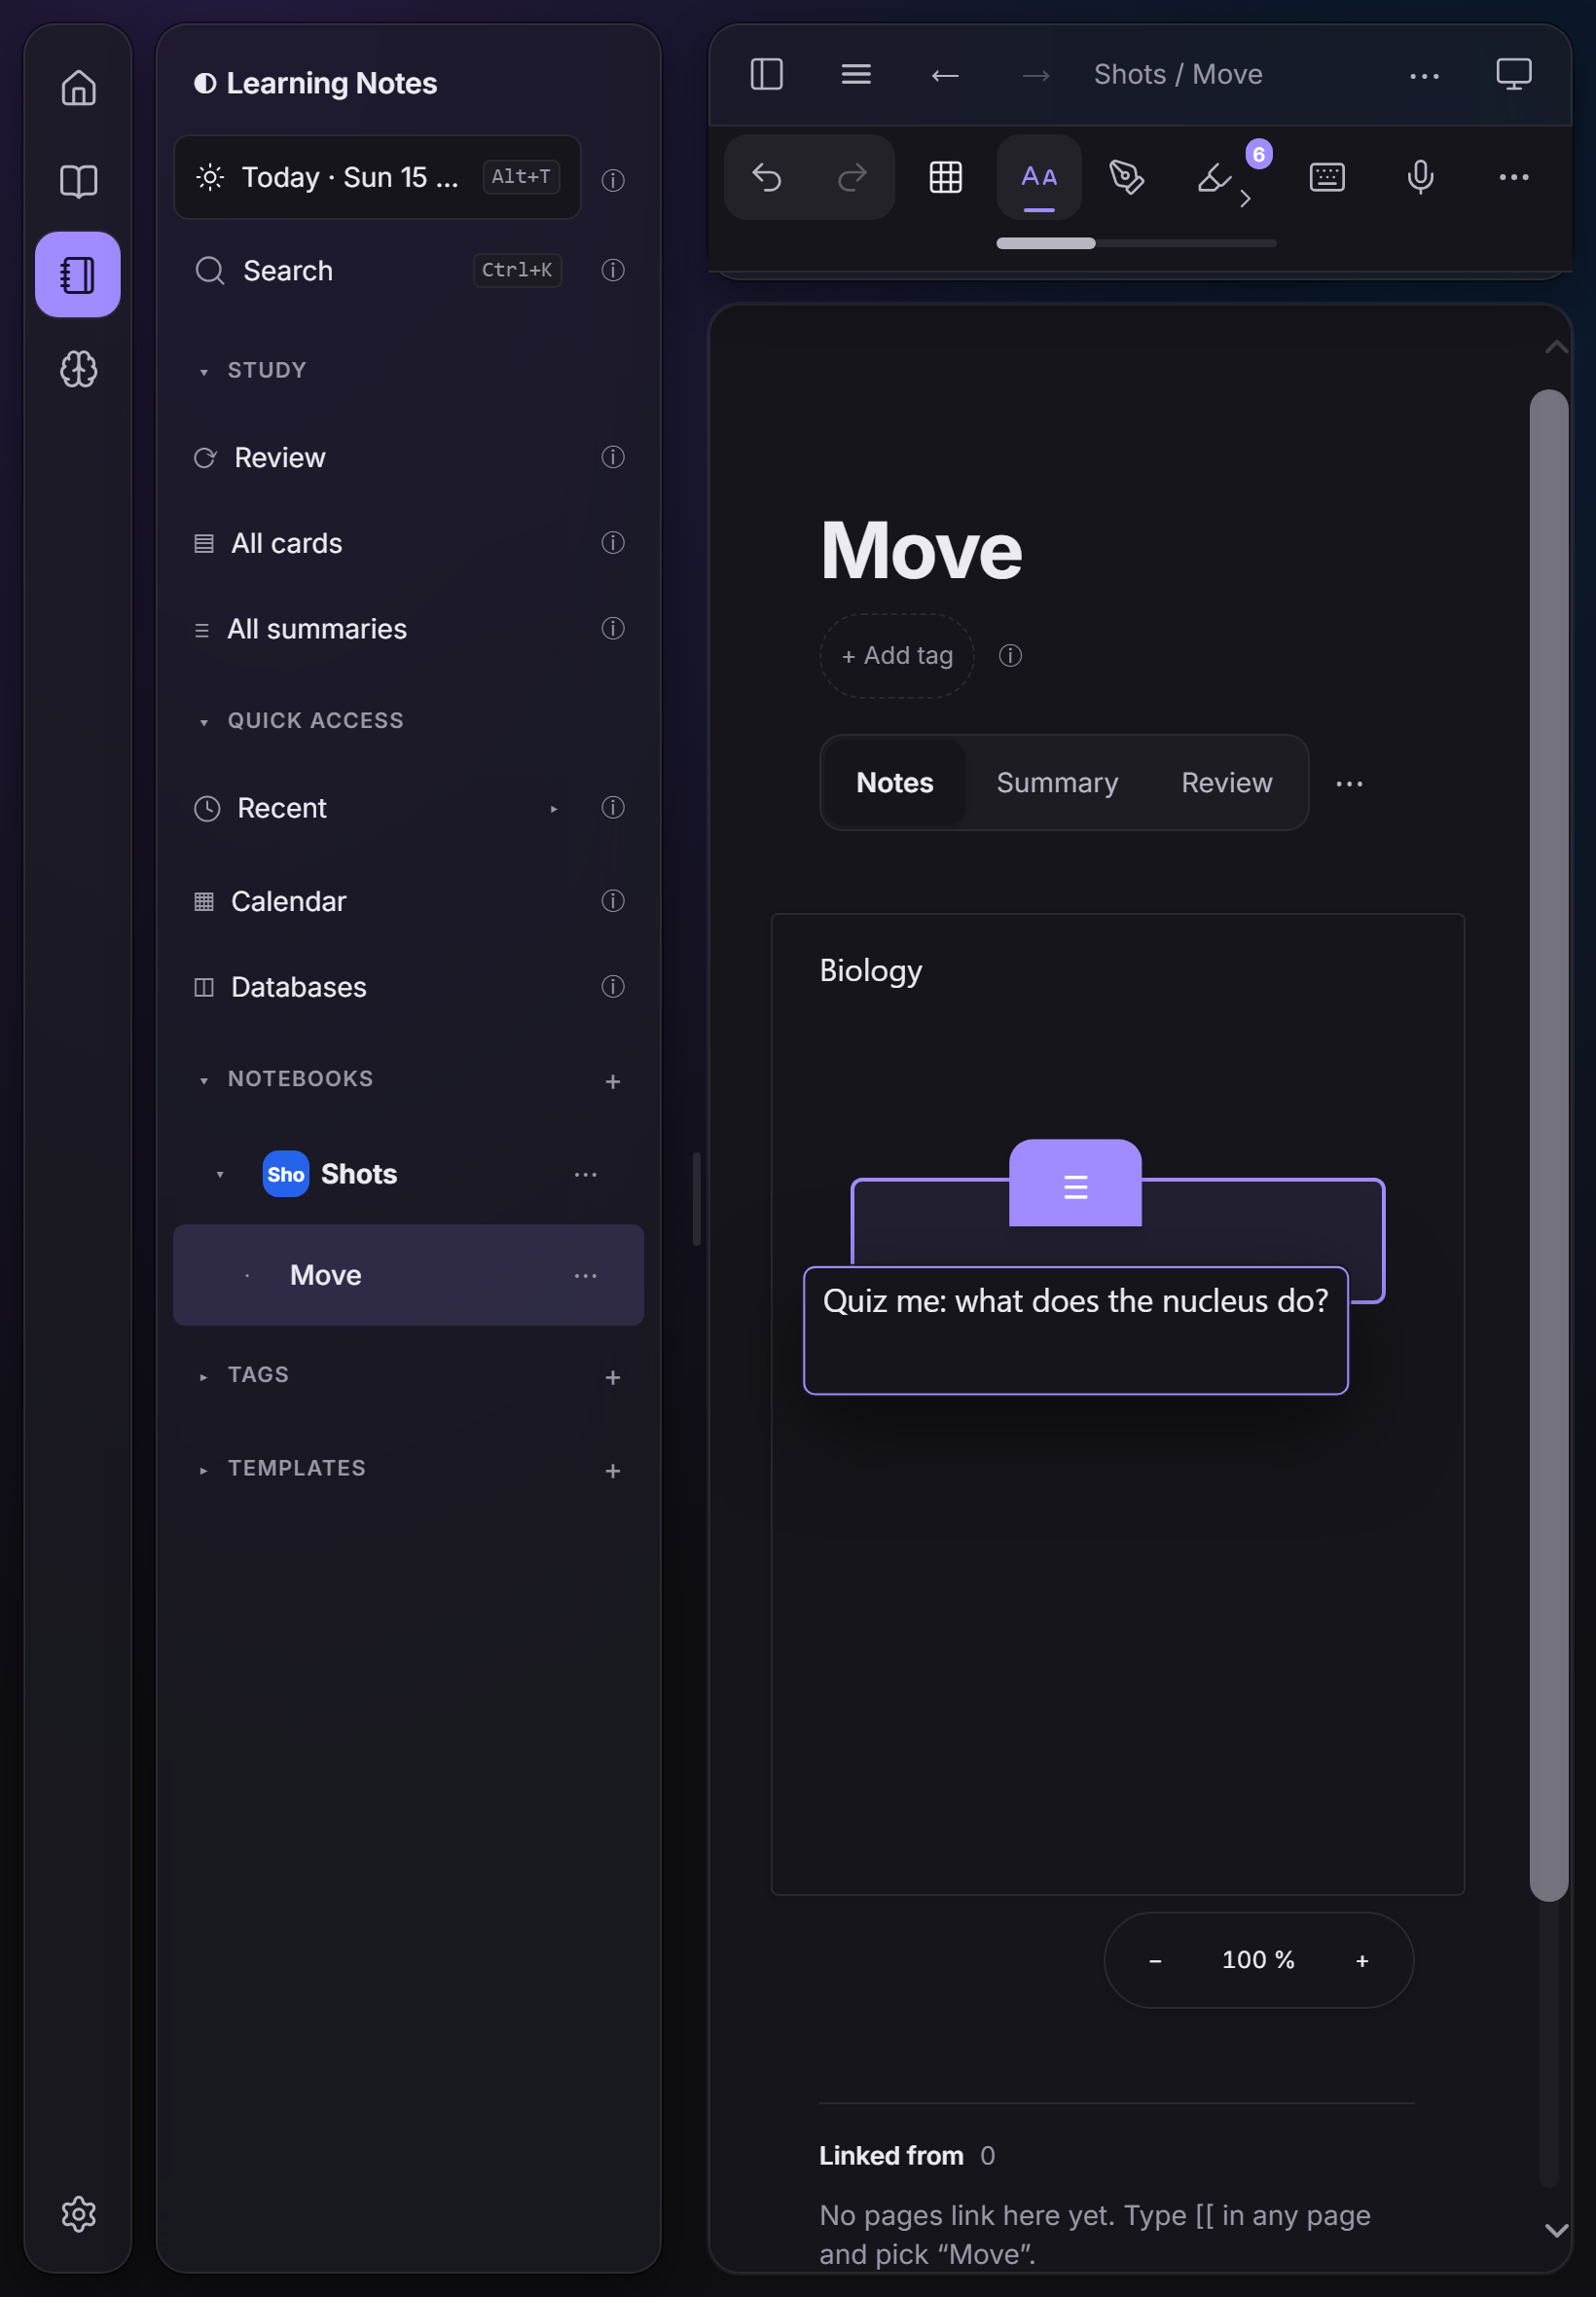 Learning Notes
Today · Sun 15 ... Alt+T
Search Ctrl+K
STUDY
Review
All cards
All summaries
QUICK ACCESS
Recent
Calendar
Databases
NOTEBOOKS +
Sho Shots
Move
TAGS +
TEMPLATES +
Shots / Move
AA
6
Move
+ Add tag
Notes Summary Review
Biology
Quiz me: what does the nucleus do?
− 100 % +
Linked from 0
No pages link here yet. Type [[ in any page
and pick “Move”.